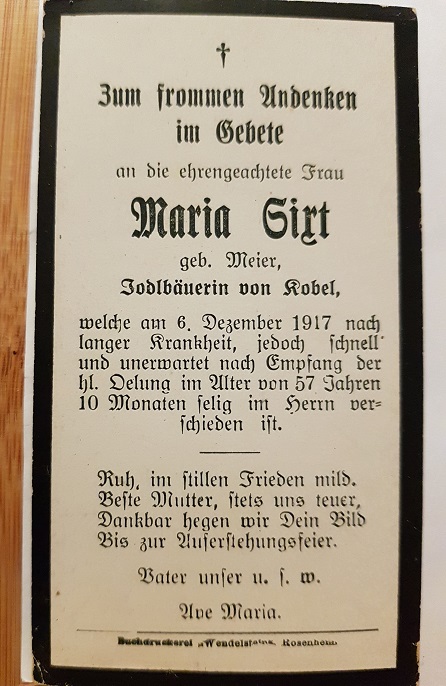 Zum frommen Andenken
im Gebete
an die ehrengeachtete Frau
Maria Sixt
geb. Meier,
Jodlbäuerin von Kobel,
welche am 6. Dezember 1917 nach
langer Krankheit, jedoch schnell
und unerwartet nach Empfang der
hl. Oelung im Alter von 57 Jahren
10 Monaten selig im Herrn ver=
schieden ist.
Ruh, im stillen Frieden mild.
Beste Mutter, stets uns teuer,
Dankbar hegen wir Dein Bild
Bis zur Auferstehungsfeier.
Vater unser u. s. w.
Ave Maria.
Buchdruckerei „Wendelstein", Rosenheim.